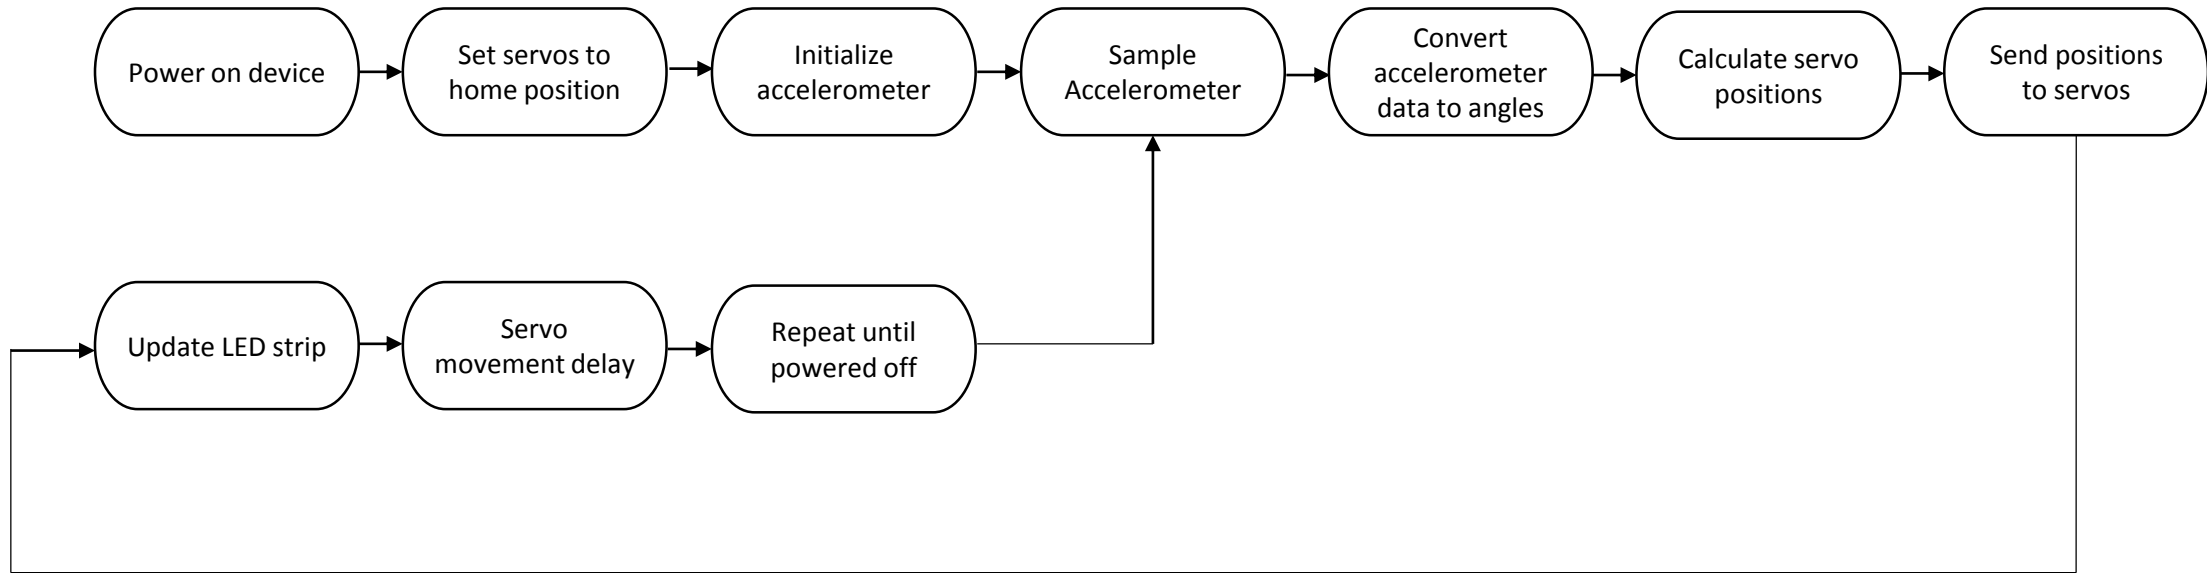 Power on device
Set servos to
home position
Initialize
accelerometer
Sample
Accelerometer
Convert
accelerometer
data to angles
Calculate servo
positions
Send positions
to servos
Update LED strip
Servo
movement delay
Repeat until
powered off